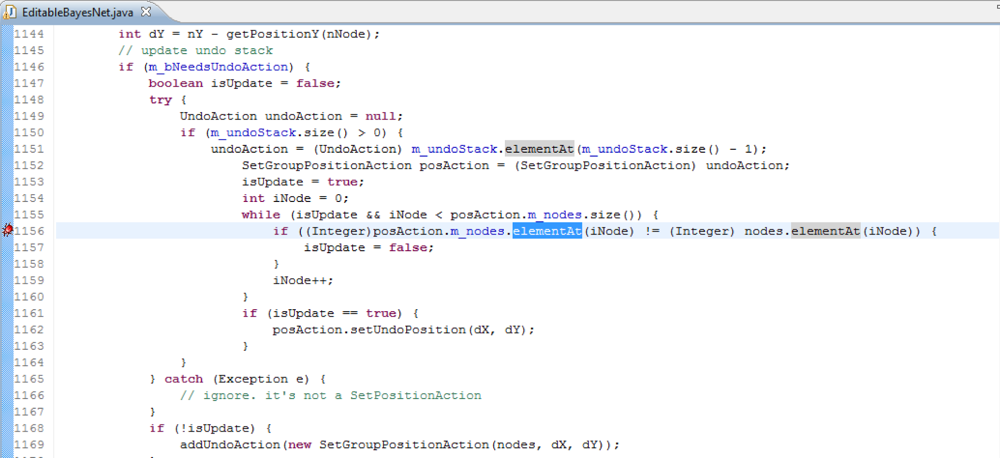 EditableBayesNet.java
1144 int dY = nY - getPositionY(nNode);
1145 // update undo stack
1146 if (m_bNeedsUndoAction) {
1147 boolean isUpdate = false;
1148 try {
1149 UndoAction undoAction = null;
1150 if (m_undoStack.size() > 0) {
1151 undoAction = (UndoAction) m_undoStack.elementAt(m_undoStack.size() - 1);
1152 SetGroupPositionAction posAction = (SetGroupPositionAction) undoAction;
1153 isUpdate = true;
1154 int iNode = 0;
1155 while (isUpdate && iNode < posAction.m_nodes.size()) {
1156 if ((Integer)posAction.m_nodes.elementAt(iNode) != (Integer) nodes.elementAt(iNode)) {
1157 isUpdate = false;
1158 }
1159 iNode++;
1160 }
1161 if (isUpdate == true) {
1162 posAction.setUndoPosition(dX, dY);
1163 }
1164 }
1165 } catch (Exception e) {
1166 // ignore. it's not a SetPositionAction
1167 }
1168 if (!isUpdate) {
1169 addUndoAction(new SetGroupPositionAction(nodes, dX, dY));